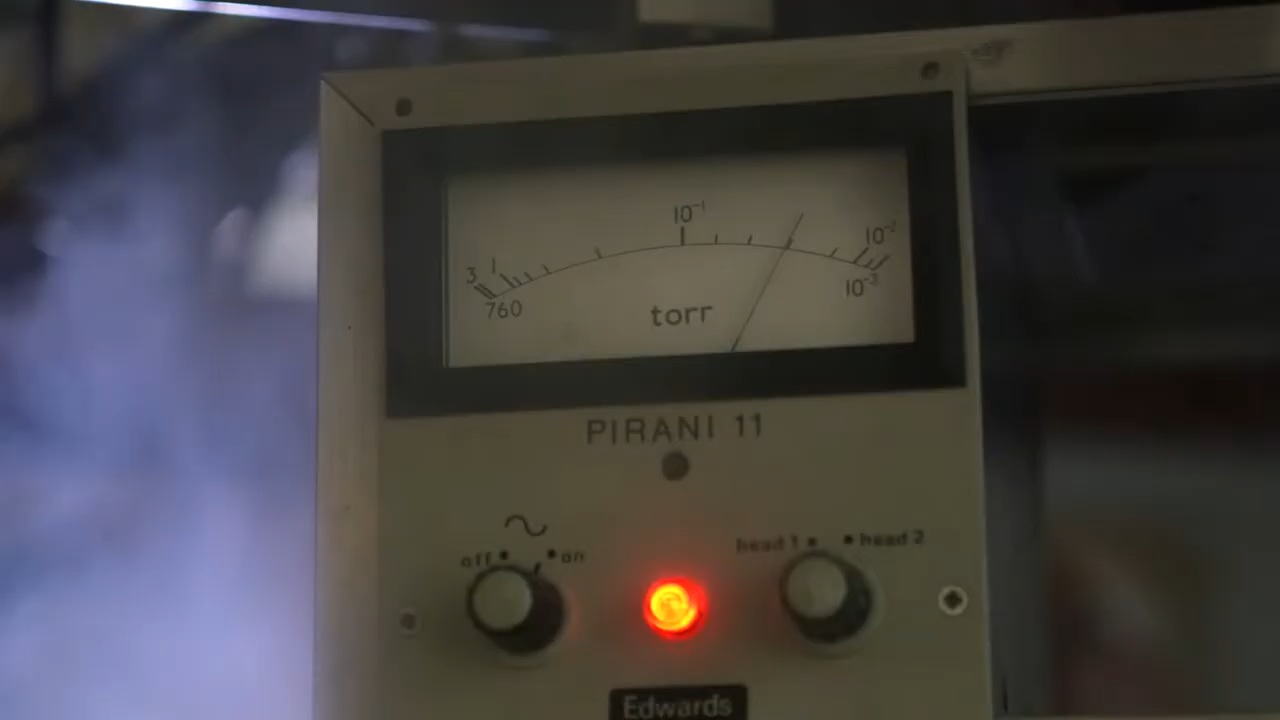 10⁻¹
3 1 10⁻²
760 10⁻³
torr
PIRANI 11
off on head 1 head 2
Edwards